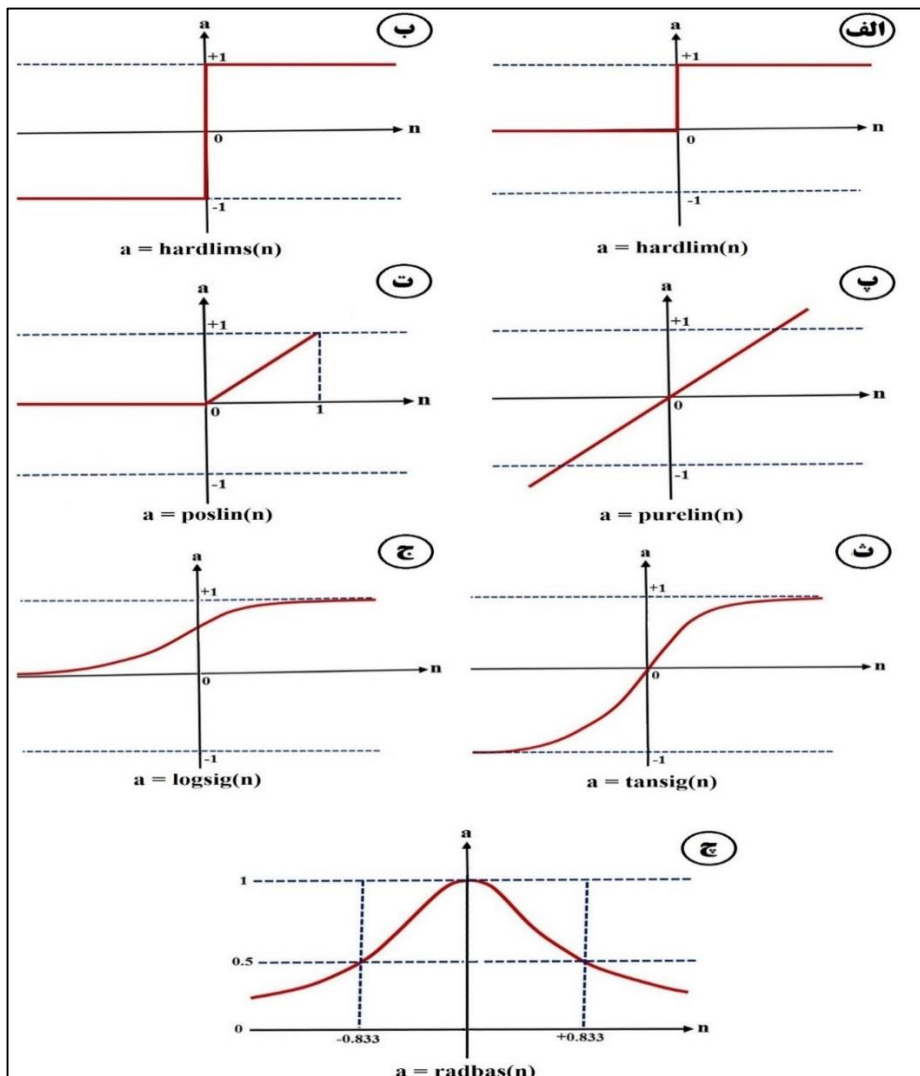 الف
a
+1
0
n
-1
a = hardlim(n)
ب
a
+1
0
n
-1
a = hardlims(n)
پ
a
+1
0
n
-1
a = purelin(n)
ت
a
+1
0
1
n
-1
a = poslin(n)
ث
a
+1
0
n
-1
a = tansig(n)
ج
a
+1
0
n
-1
a = logsig(n)
چ
a
1
0.5
0
-0.833
+0.833
n
a = radbas(n)